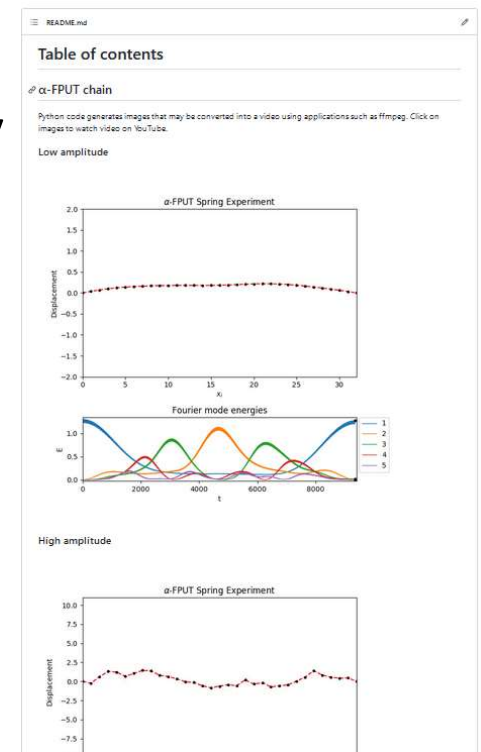 README.md
Table of contents
α-FPUT chain
Python code generates images that may be converted into a video using applications such as ffmpeg. Click on
images to watch video on YouTube.
Low amplitude
α-FPUT Spring Experiment
2.0
1.5
1.0
0.5
0.0
−0.5
−1.0
−1.5
−2.0
Displacement
0 5 10 15 20 25 30
xᵢ
Fourier mode energies
1.0
0.5
0.0
E
1
2
3
4
5
0 2000 4000 6000 8000
t
High amplitude
α-FPUT Spring Experiment
10.0
7.5
5.0
2.5
0.0
−2.5
−5.0
−7.5
Displacement